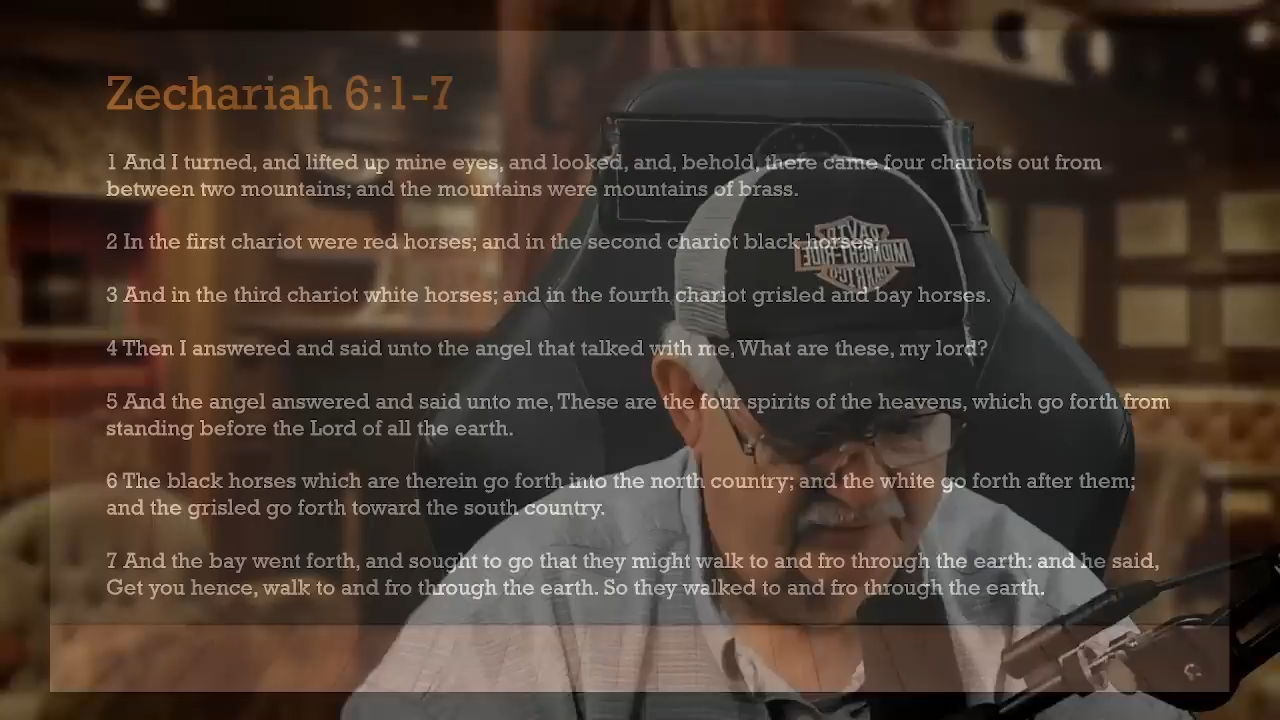 Zechariah 6:1-7
1 And I turned, and lifted up mine eyes, and looked, and, behold, there came four chariots out from
between two mountains; and the mountains were mountains of brass.
2 In the first chariot were red horses; and in the second chariot black horses;
3 And in the third chariot white horses; and in the fourth chariot grisled and bay horses.
4 Then I answered and said unto the angel that talked with me, What are these, my lord?
5 And the angel answered and said unto me, These are the four spirits of the heavens, which go forth from
standing before the Lord of all the earth.
6 The black horses which are therein go forth into the north country; and the white go forth after them;
and the grisled go forth toward the south country.
7 And the bay went forth, and sought to go that they might walk to and fro through the earth: and he said,
Get you hence, walk to and fro through the earth. So they walked to and fro through the earth.
MIDNIGHT-RIDE